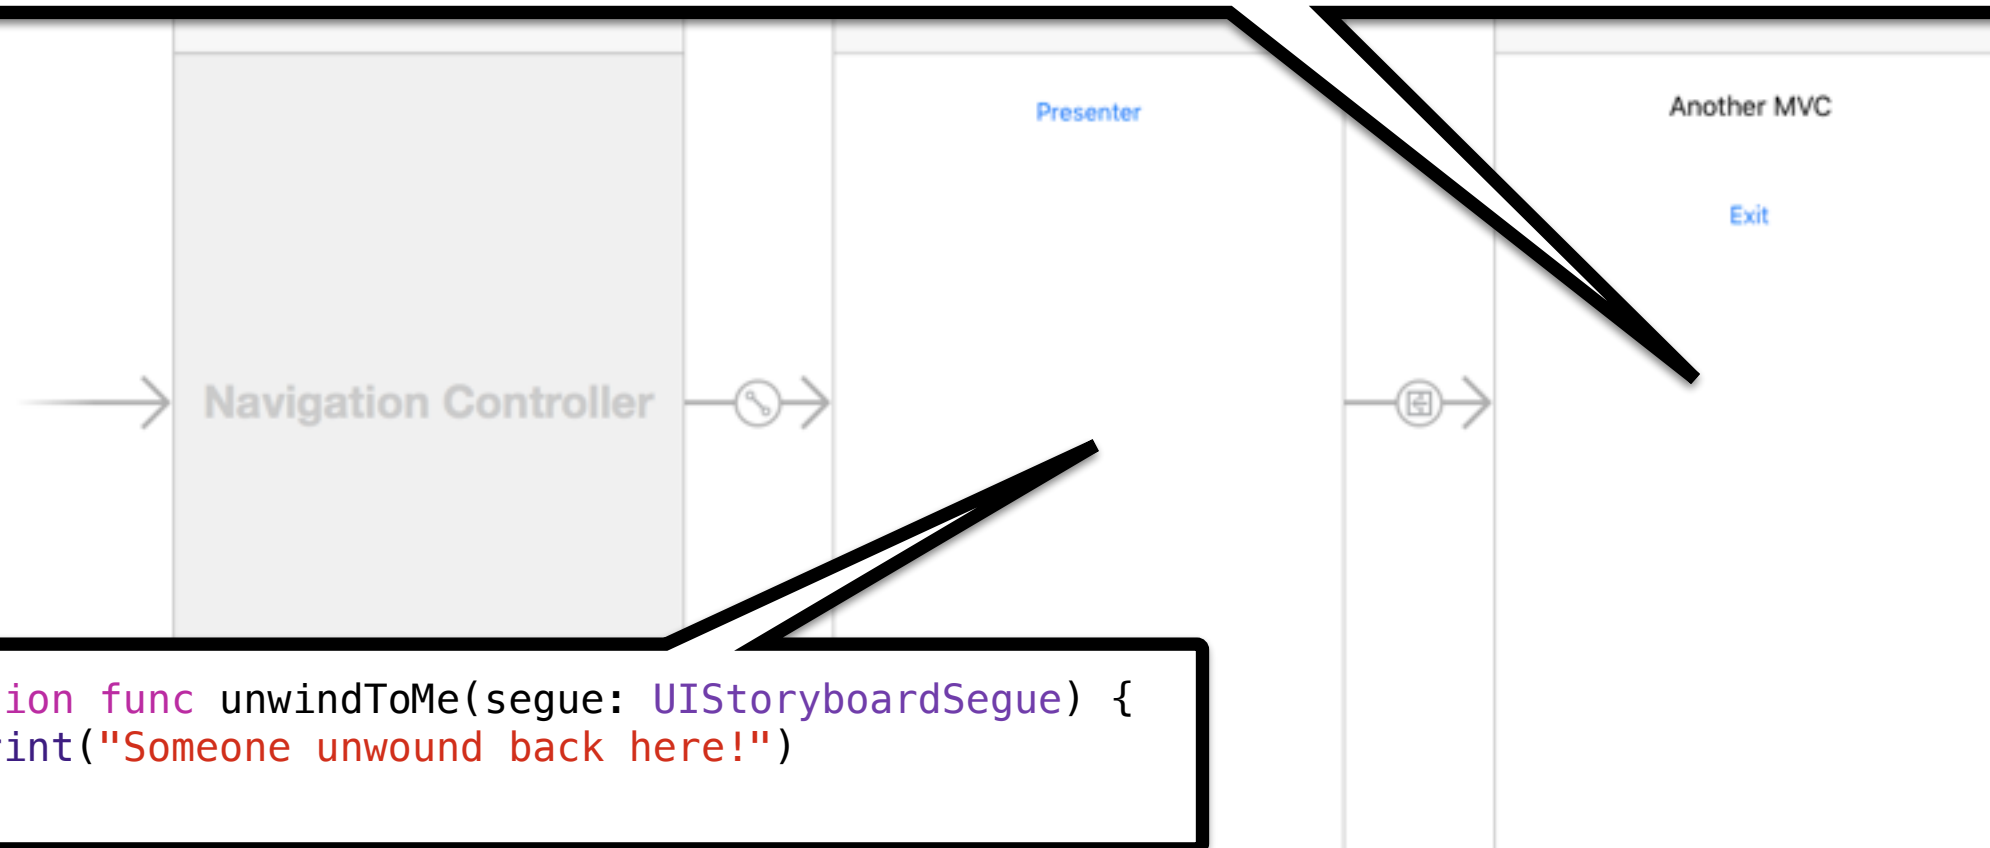 Presenter
Another MVC
Exit
Navigation Controller
ion func unwindToMe(segue: UIStoryboardSegue) {
int("Someone unwound back here!")